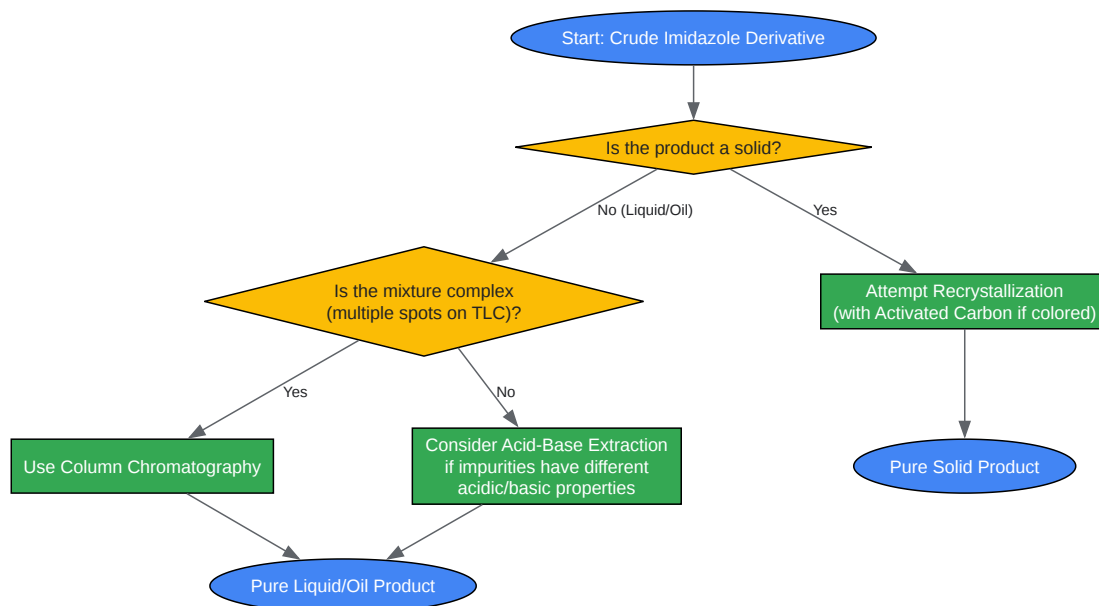 Start: Crude Imidazole Derivative
Is the product a solid?
No (Liquid/Oil)
Yes
Is the mixture complex
(multiple spots on TLC)?
Attempt Recrystallization
(with Activated Carbon if colored)
Yes
No
Use Column Chromatography
Consider Acid-Base Extraction
if impurities have different
acidic/basic properties
Pure Solid Product
Pure Liquid/Oil Product